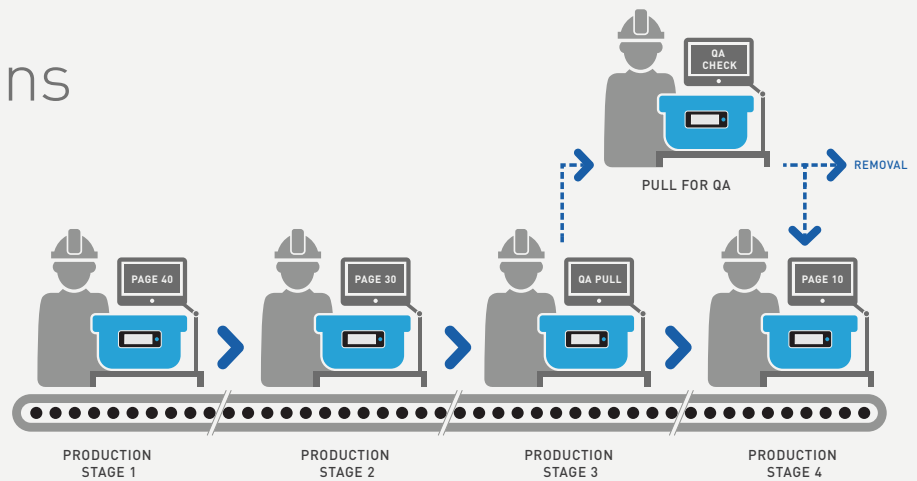 ns
QA
CHECK
PULL FOR QA
REMOVAL
PAGE 40
PAGE 30
QA PULL
PAGE 10
PRODUCTION
STAGE 1
PRODUCTION
STAGE 2
PRODUCTION
STAGE 3
PRODUCTION
STAGE 4